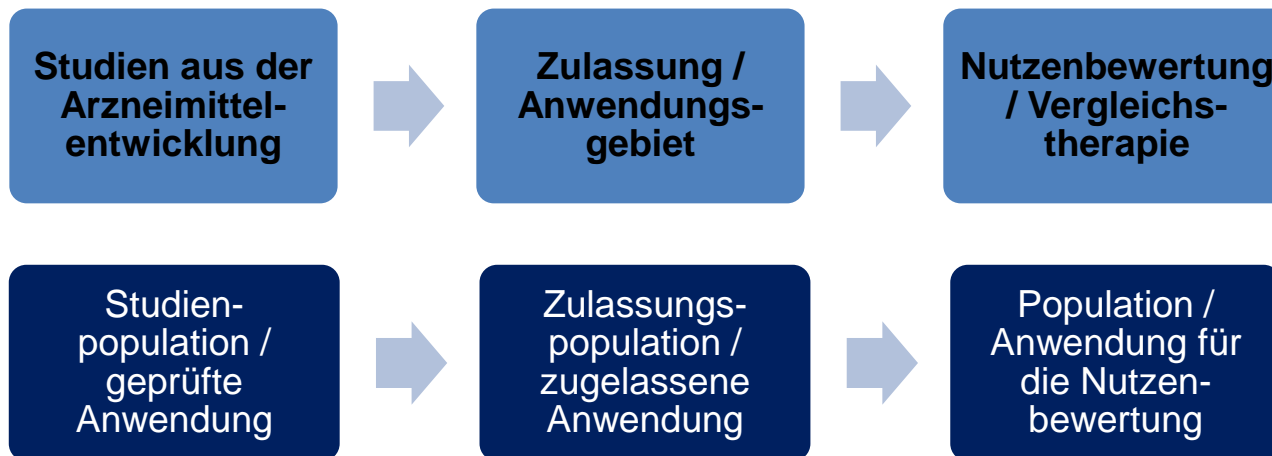 Studien aus der
Arzneimittel-
entwicklung
Zulassung /
Anwendungs-
gebiet
Nutzenbewertung
/ Vergleichs-
therapie
Studien-
population /
geprüfte
Anwendung
Zulassungs-
population /
zugelassene
Anwendung
Population /
Anwendung für
die Nutzen-
bewertung